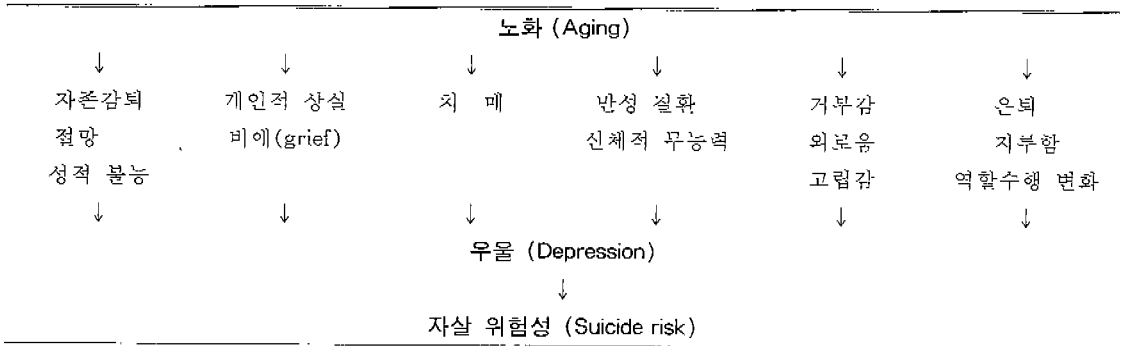 노화 (Aging)
↓ ↓ ↓ ↓ ↓ ↓
자존감퇴 개인적 상실 치 매 만성 질환 거부감 은퇴
절망 비애(grief) 신체적 무능력 외로움 지루함
성적 불능 고립감 역할수행 변화
↓ ↓ ↓ ↓ ↓ ↓
우울 (Depression)
↓
자살 위험성 (Suicide risk)